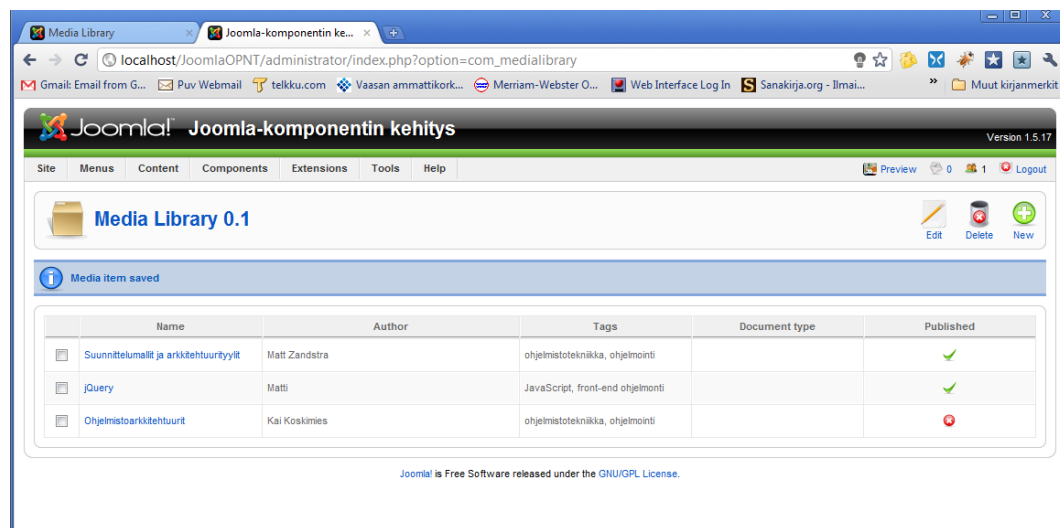 Media Library
Joomla-komponentin ke...
localhost/JoomlaOPNT/administrator/index.php?option=com_medialibrary
Gmail: Email from G... Puv Webmail telkku.com Vaasan ammattikork... Merriam-Webster O... Web Interface Log In Sanakirja.org - Ilmai... » Muut kirjanmerkit
Joomla! Joomla-komponentin kehitys
Version 1.5.17
Site Menus Content Components Extensions Tools Help Preview 0 1 Logout
Media Library 0.1
Edit Delete New
Media item saved
Name Author Tags Document type Published
Suunnittelumallit ja arkkitehtuurityylit Matt Zandstra ohjelmistotekniikka, ohjelmointi
jQuery Matti JavaScript, front-end ohjelmonti
Ohjelmistoarkkitehtuurit Kai Koskimies ohjelmistotekniikka, ohjelmointi
Joomla! is Free Software released under the GNU/GPL License.